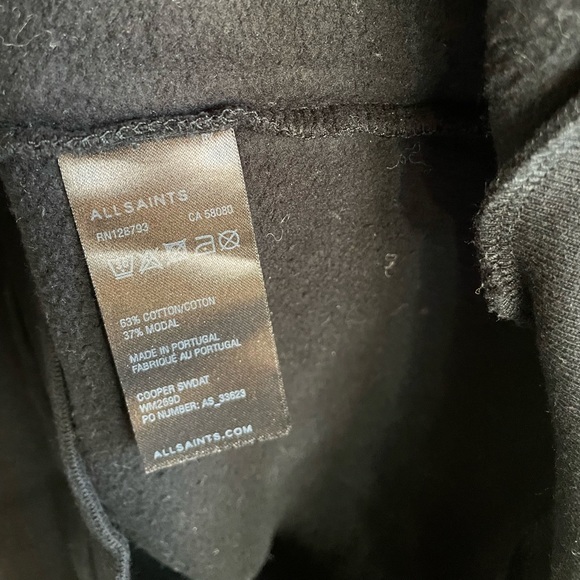 ALLSAINTS
RN126793 CA 58080
63% COTTON/COTON
37% MODAL
MADE IN PORTUGAL
FABRIQUÉ AU PORTUGAL
COOPER SWDAT
WM269D
PO NUMBER: AS_33623
ALLSAINTS.COM